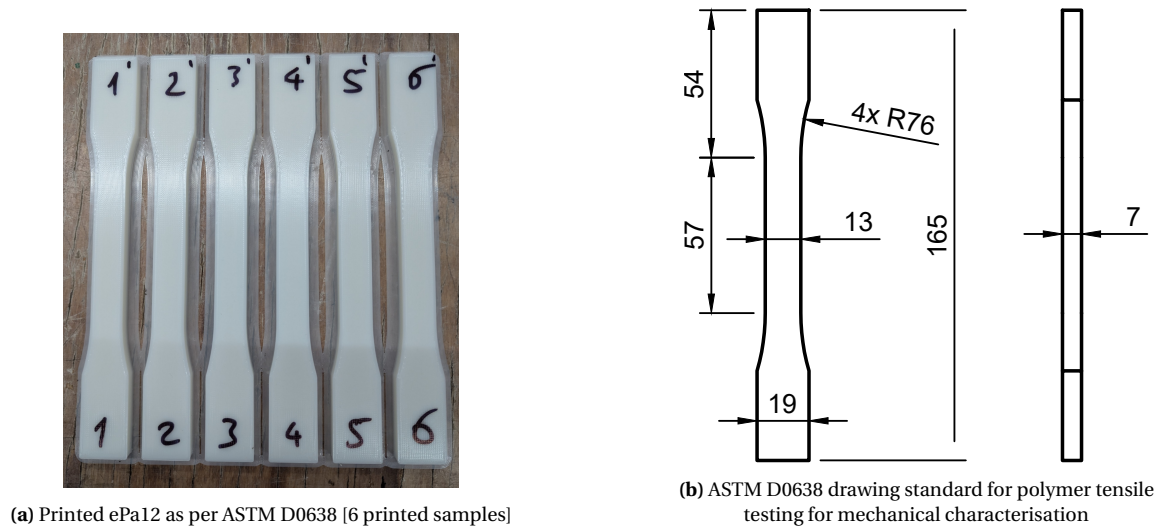 1' 2' 3' 4' 5' 6'
1 2 3 4 5 6
(a) Printed ePa12 as per ASTM D0638 [6 printed samples]
54
4x R76
57
13
165
7
19
(b) ASTM D0638 drawing standard for polymer tensile
testing for mechanical characterisation